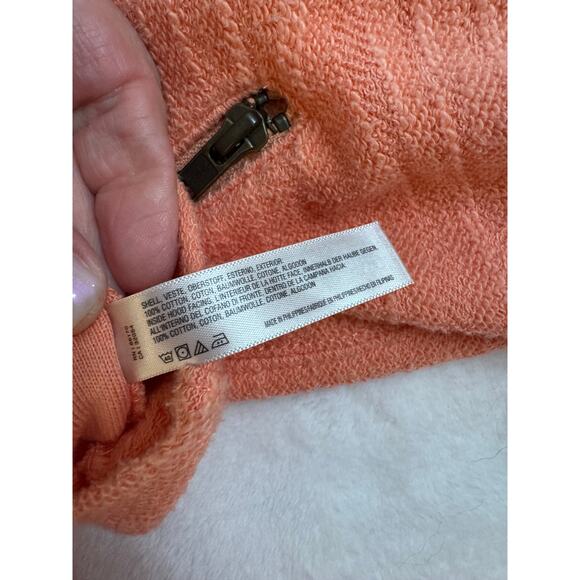 SHELL, VESTE, OBERSTOFF, ESTERNO, EXTERIOR:
100% COTTON, COTON, BAUMWOLLE, COTONE, ALGODON
INSIDE HOOD FACING, L'INTERIEUR DE LA HOTTE FACE, INNERHALB DER HAUBE GEGEN,
ALL'INTERNO DEL COFANO DI FRONTE, DENTRO DE LA CAMPANA HACIA:
100% COTTON, COTON, BAUMWOLLE, COTONE, ALGODON
MADE IN PHILIPPINES/FABRIQUE EN PHILIPPINES/HECHO EN FILIPINAS